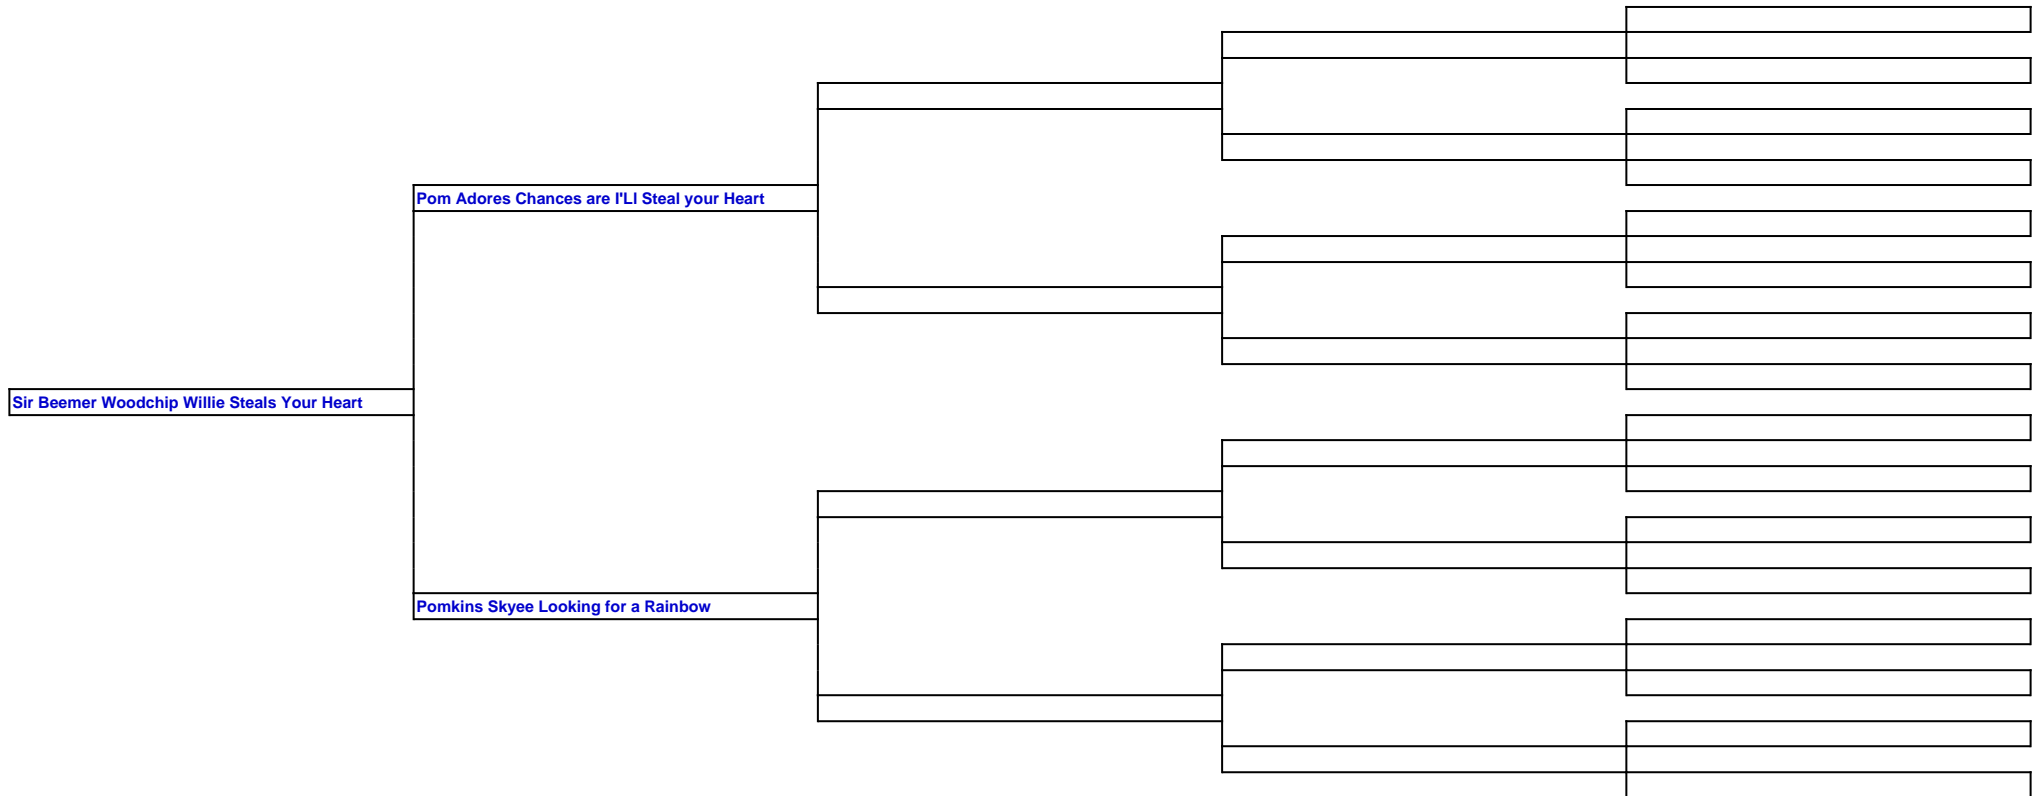 Pom Adores Chances are I'Ll Steal your Heart
Sir Beemer Woodchip Willie Steals Your Heart
Pomkins Skyee Looking for a Rainbow